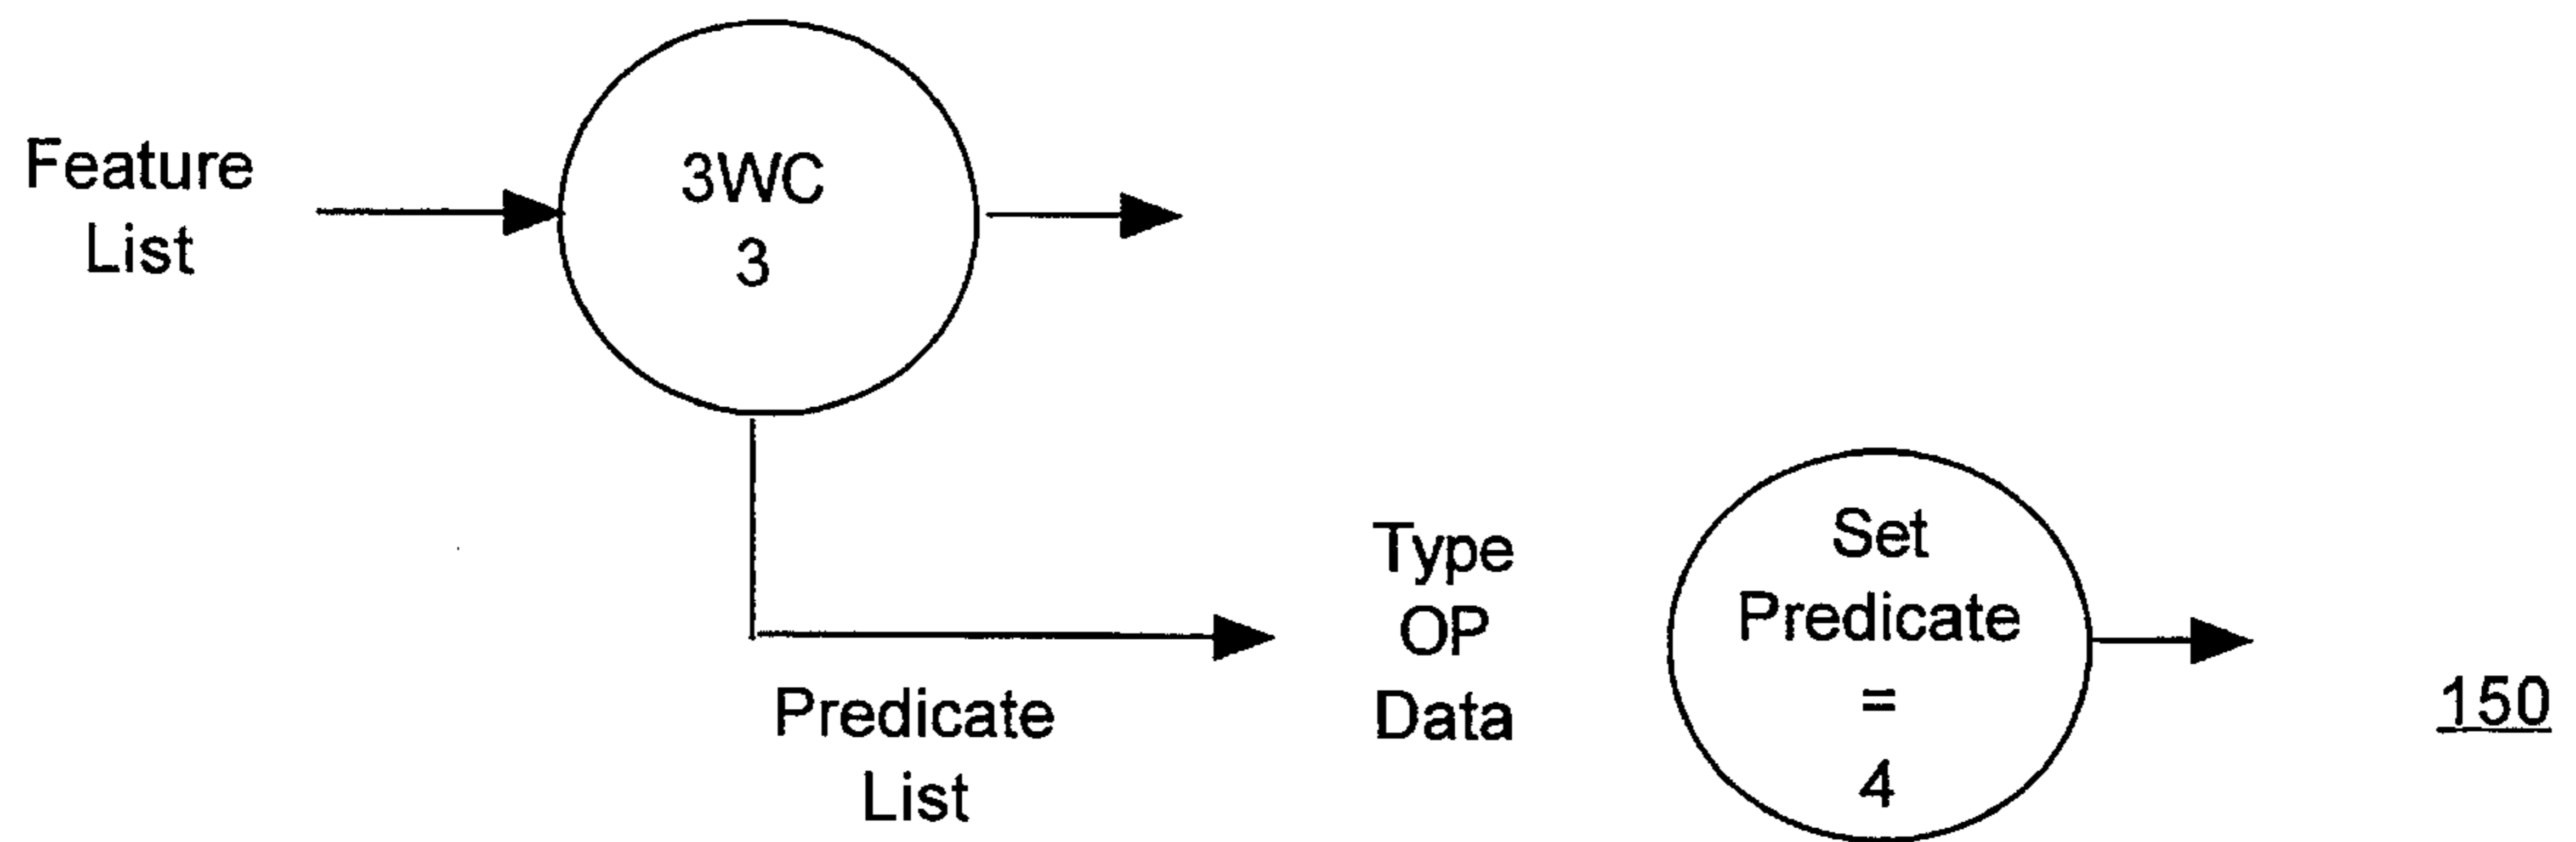 Feature
List
3WC
3
Predicate
List
Type
OP
Data
Set
Predicate
=
4
150